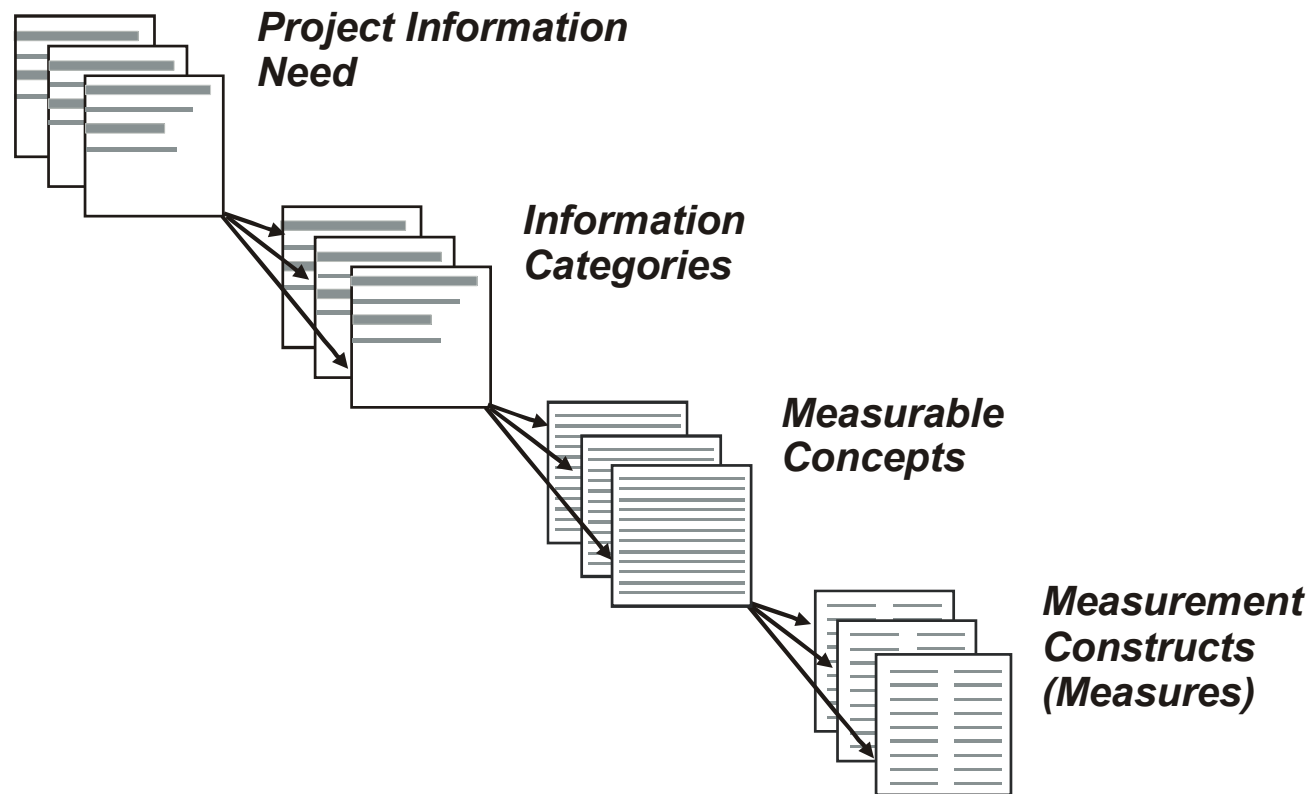 Project Information
Need
Information
Categories
Measurable
Concepts
Measurement
Constructs
(Measures)